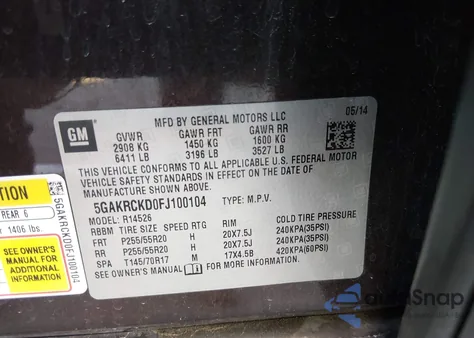 MFD BY GENERAL MOTORS LLC 05/14
GM
GVWR GAWR FRT GAWR RR
2908 KG 1450 KG 1600 KG
6411 LB 3196 LB 3527 LB
THIS VEHICLE CONFORMS TO ALL APPLICABLE U.S. FEDERAL MOTOR
VEHICLE SAFETY STANDARDS IN EFFECT ON THE DATE OF
MANUFACTURE SHOWN ABOVE.
5GAKRCKD0FJ100104 TYPE: M.P.V.
MODEL: R14526
RBBM TIRE SIZE SPEED RTG RIM COLD TIRE PRESSURE
FRT P255/55R20 H 20X7.5J 240KPA(35PSI)
RR P255/55R20 H 20X7.5J 240KPA(35PSI)
SPA T145/70R17 M 17X4.5B 420KPA(60PSI)
SEE OWNER'S MANUAL FOR MORE INFORMATION.
TION
REAR 6
1406 lbs.
SEE OWNER'S
MANUAL FOR
ADDITIONAL
INFORMATION
5GAKRCKD0FJ100104
AutoSnap